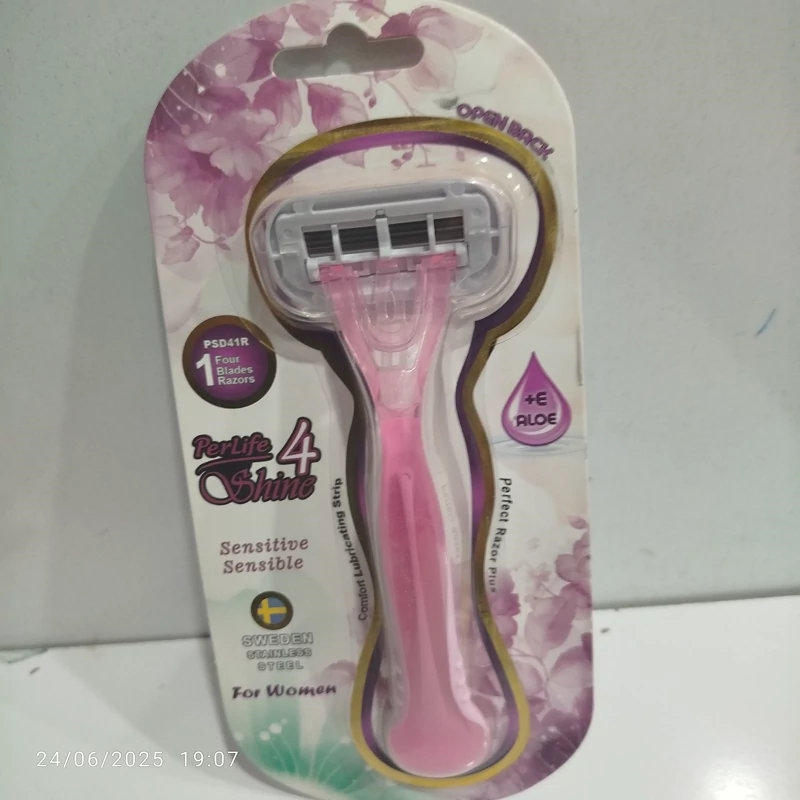 OPEN BACK
PSD41R
1 Four
Blades
Razors
+E
ALOE
PerLife 4
Shine
Comfort Lubricating Strip
Perfect Razor Plus
Sensitive
Sensible
SWEDEN
STAINLESS
STEEL
For Women
24/06/2025 19:07